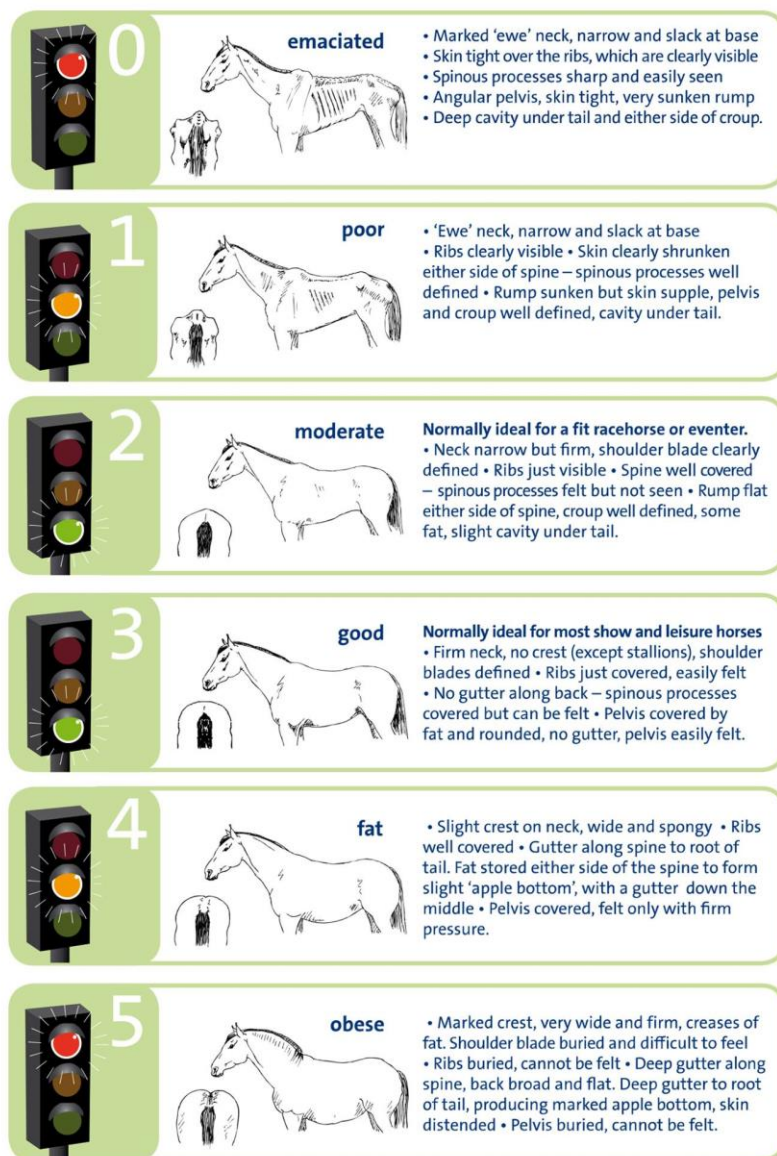 0
emaciated
• Marked ‘ewe’ neck, narrow and slack at base
• Skin tight over the ribs, which are clearly visible
• Spinous processes sharp and easily seen
• Angular pelvis, skin tight, very sunken rump
• Deep cavity under tail and either side of croup.
1
poor
• ‘Ewe’ neck, narrow and slack at base
• Ribs clearly visible • Skin clearly shrunken
either side of spine – spinous processes well
defined • Rump sunken but skin supple, pelvis
and croup well defined, cavity under tail.
2
moderate
Normally ideal for a fit racehorse or eventer.
• Neck narrow but firm, shoulder blade clearly
defined • Ribs just visible • Spine well covered
– spinous processes felt but not seen • Rump flat
either side of spine, croup well defined, some
fat, slight cavity under tail.
3
good
Normally ideal for most show and leisure horses
• Firm neck, no crest (except stallions), shoulder
blades defined • Ribs just covered, easily felt
• No gutter along back – spinous processes
covered but can be felt • Pelvis covered by
fat and rounded, no gutter, pelvis easily felt.
4
fat
• Slight crest on neck, wide and spongy • Ribs
well covered • Gutter along spine to root of
tail. Fat stored either side of the spine to form
slight ‘apple bottom’, with a gutter down the
middle • Pelvis covered, felt only with firm
pressure.
5
obese
• Marked crest, very wide and firm, creases of
fat. Shoulder blade buried and difficult to feel
• Ribs buried, cannot be felt • Deep gutter along
spine, back broad and flat. Deep gutter to root
of tail, producing marked apple bottom, skin
distended • Pelvis buried, cannot be felt.